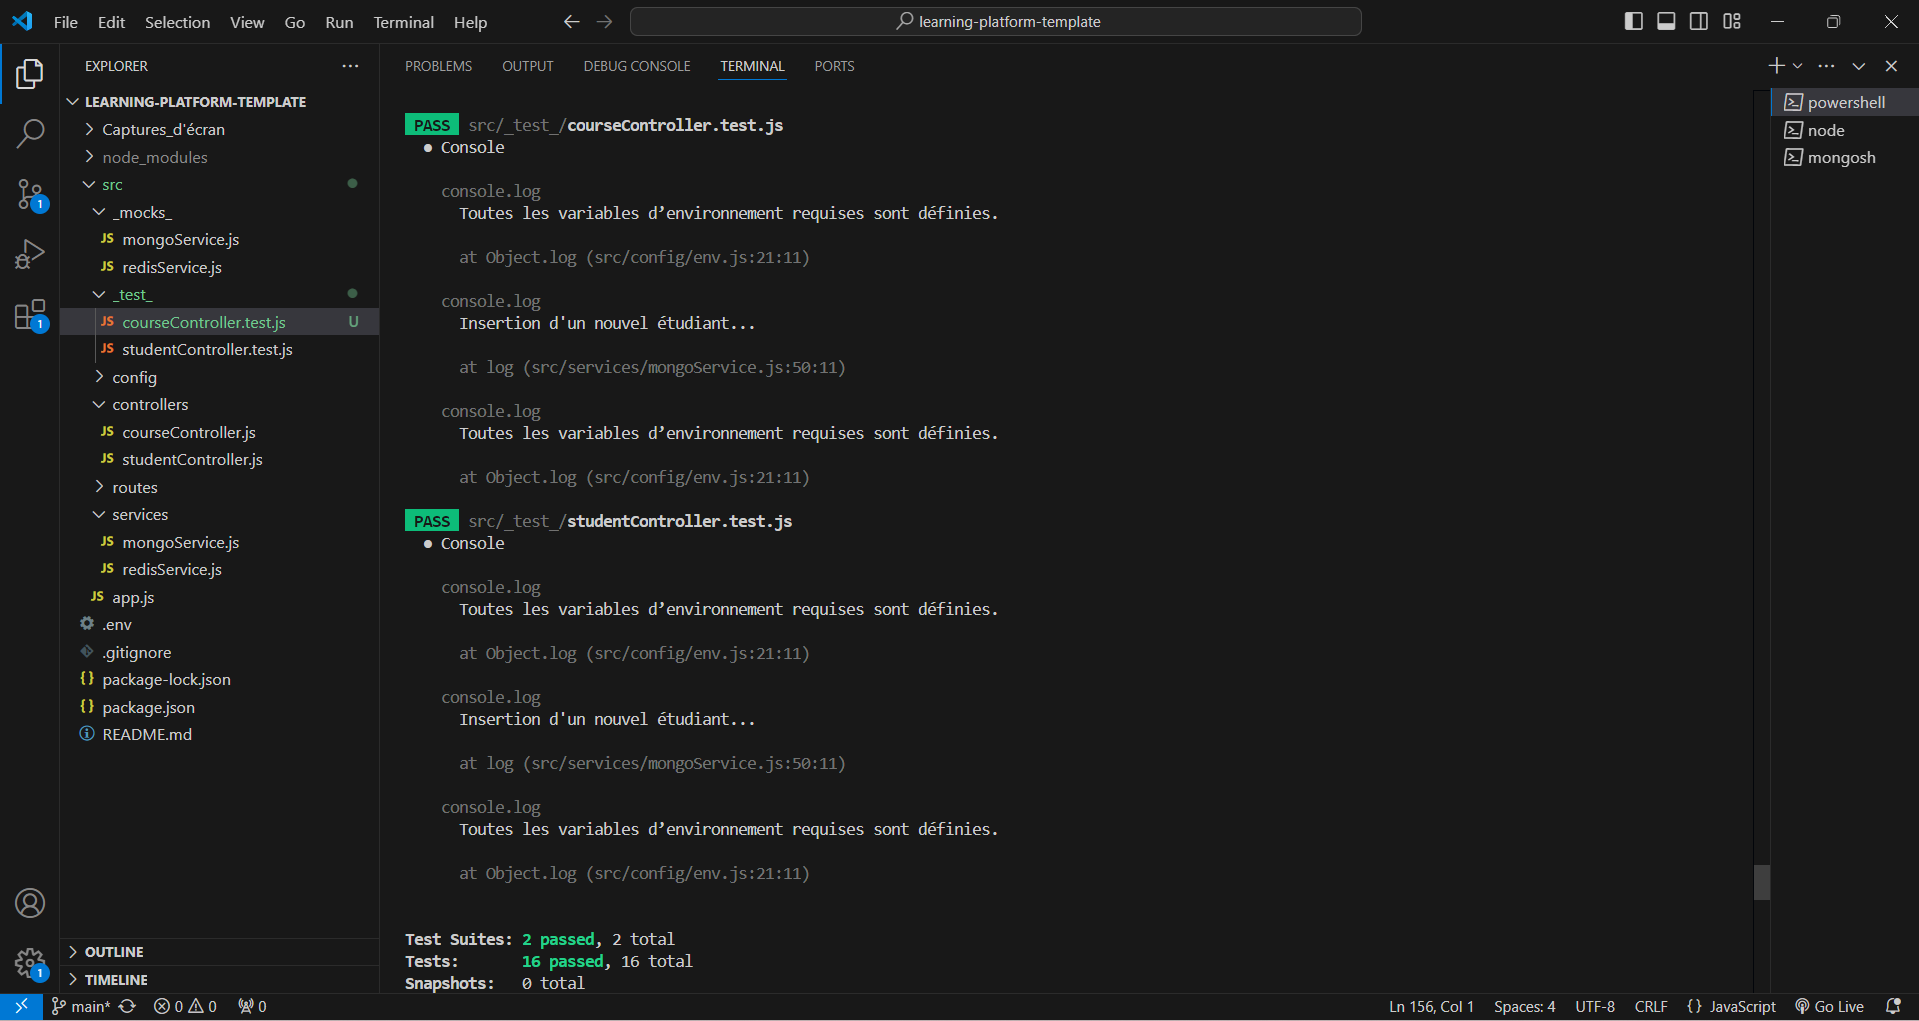 File Edit Selection View Go Run Terminal Help
learning-platform-template
EXPLORER
LEARNING-PLATFORM-TEMPLATE
Captures_d'écran
node_modules
src
_mocks_
JS mongoService.js
JS redisService.js
_test_
JS courseController.test.js U
JS studentController.test.js
config
controllers
JS courseController.js
JS studentController.js
routes
services
JS mongoService.js
JS redisService.js
JS app.js
.env
.gitignore
{} package-lock.json
{} package.json
README.md
OUTLINE
TIMELINE
1
1
1
PROBLEMS OUTPUT DEBUG CONSOLE TERMINAL PORTS
PASS src/_test_/courseController.test.js
● Console
console.log
Toutes les variables d’environnement requises sont définies.
at Object.log (src/config/env.js:21:11)
console.log
Insertion d'un nouvel étudiant...
at log (src/services/mongoService.js:50:11)
console.log
Toutes les variables d’environnement requises sont définies.
at Object.log (src/config/env.js:21:11)
PASS src/_test_/studentController.test.js
● Console
console.log
Toutes les variables d’environnement requises sont définies.
at Object.log (src/config/env.js:21:11)
console.log
Insertion d'un nouvel étudiant...
at log (src/services/mongoService.js:50:11)
console.log
Toutes les variables d’environnement requises sont définies.
at Object.log (src/config/env.js:21:11)
Test Suites: 2 passed, 2 total
Tests: 16 passed, 16 total
Snapshots: 0 total
powershell
node
mongosh
main* 0 0 0 Ln 156, Col 1 Spaces: 4 UTF-8 CRLF {} JavaScript Go Live